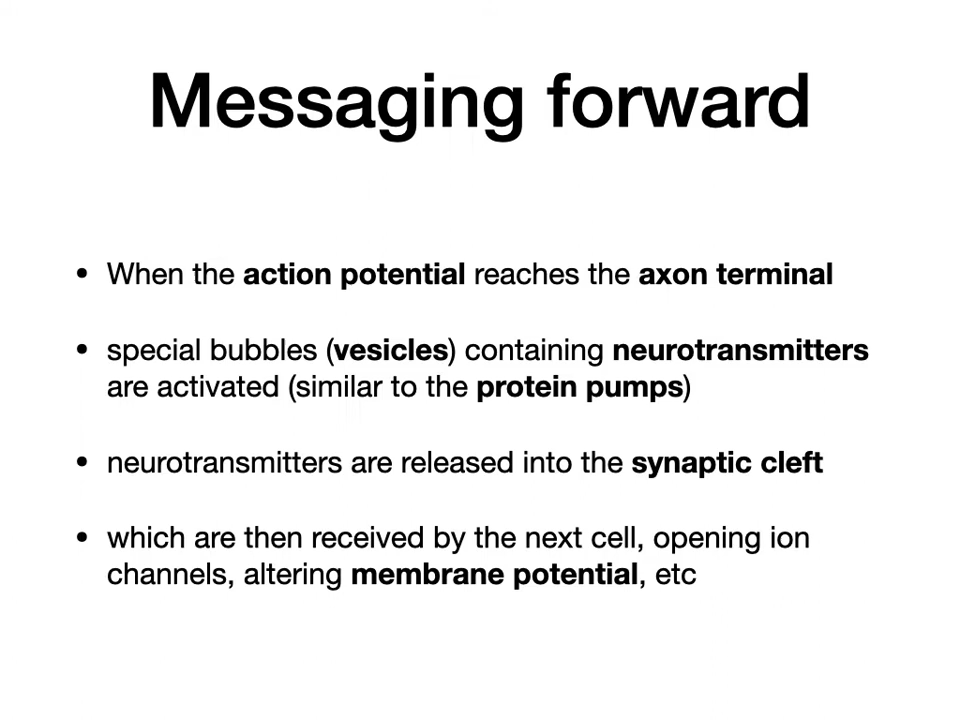 Messaging forward
• When the action potential reaches the axon terminal
• special bubbles (vesicles) containing neurotransmitters
are activated (similar to the protein pumps)
• neurotransmitters are released into the synaptic cleft
• which are then received by the next cell, opening ion
channels, altering membrane potential, etc